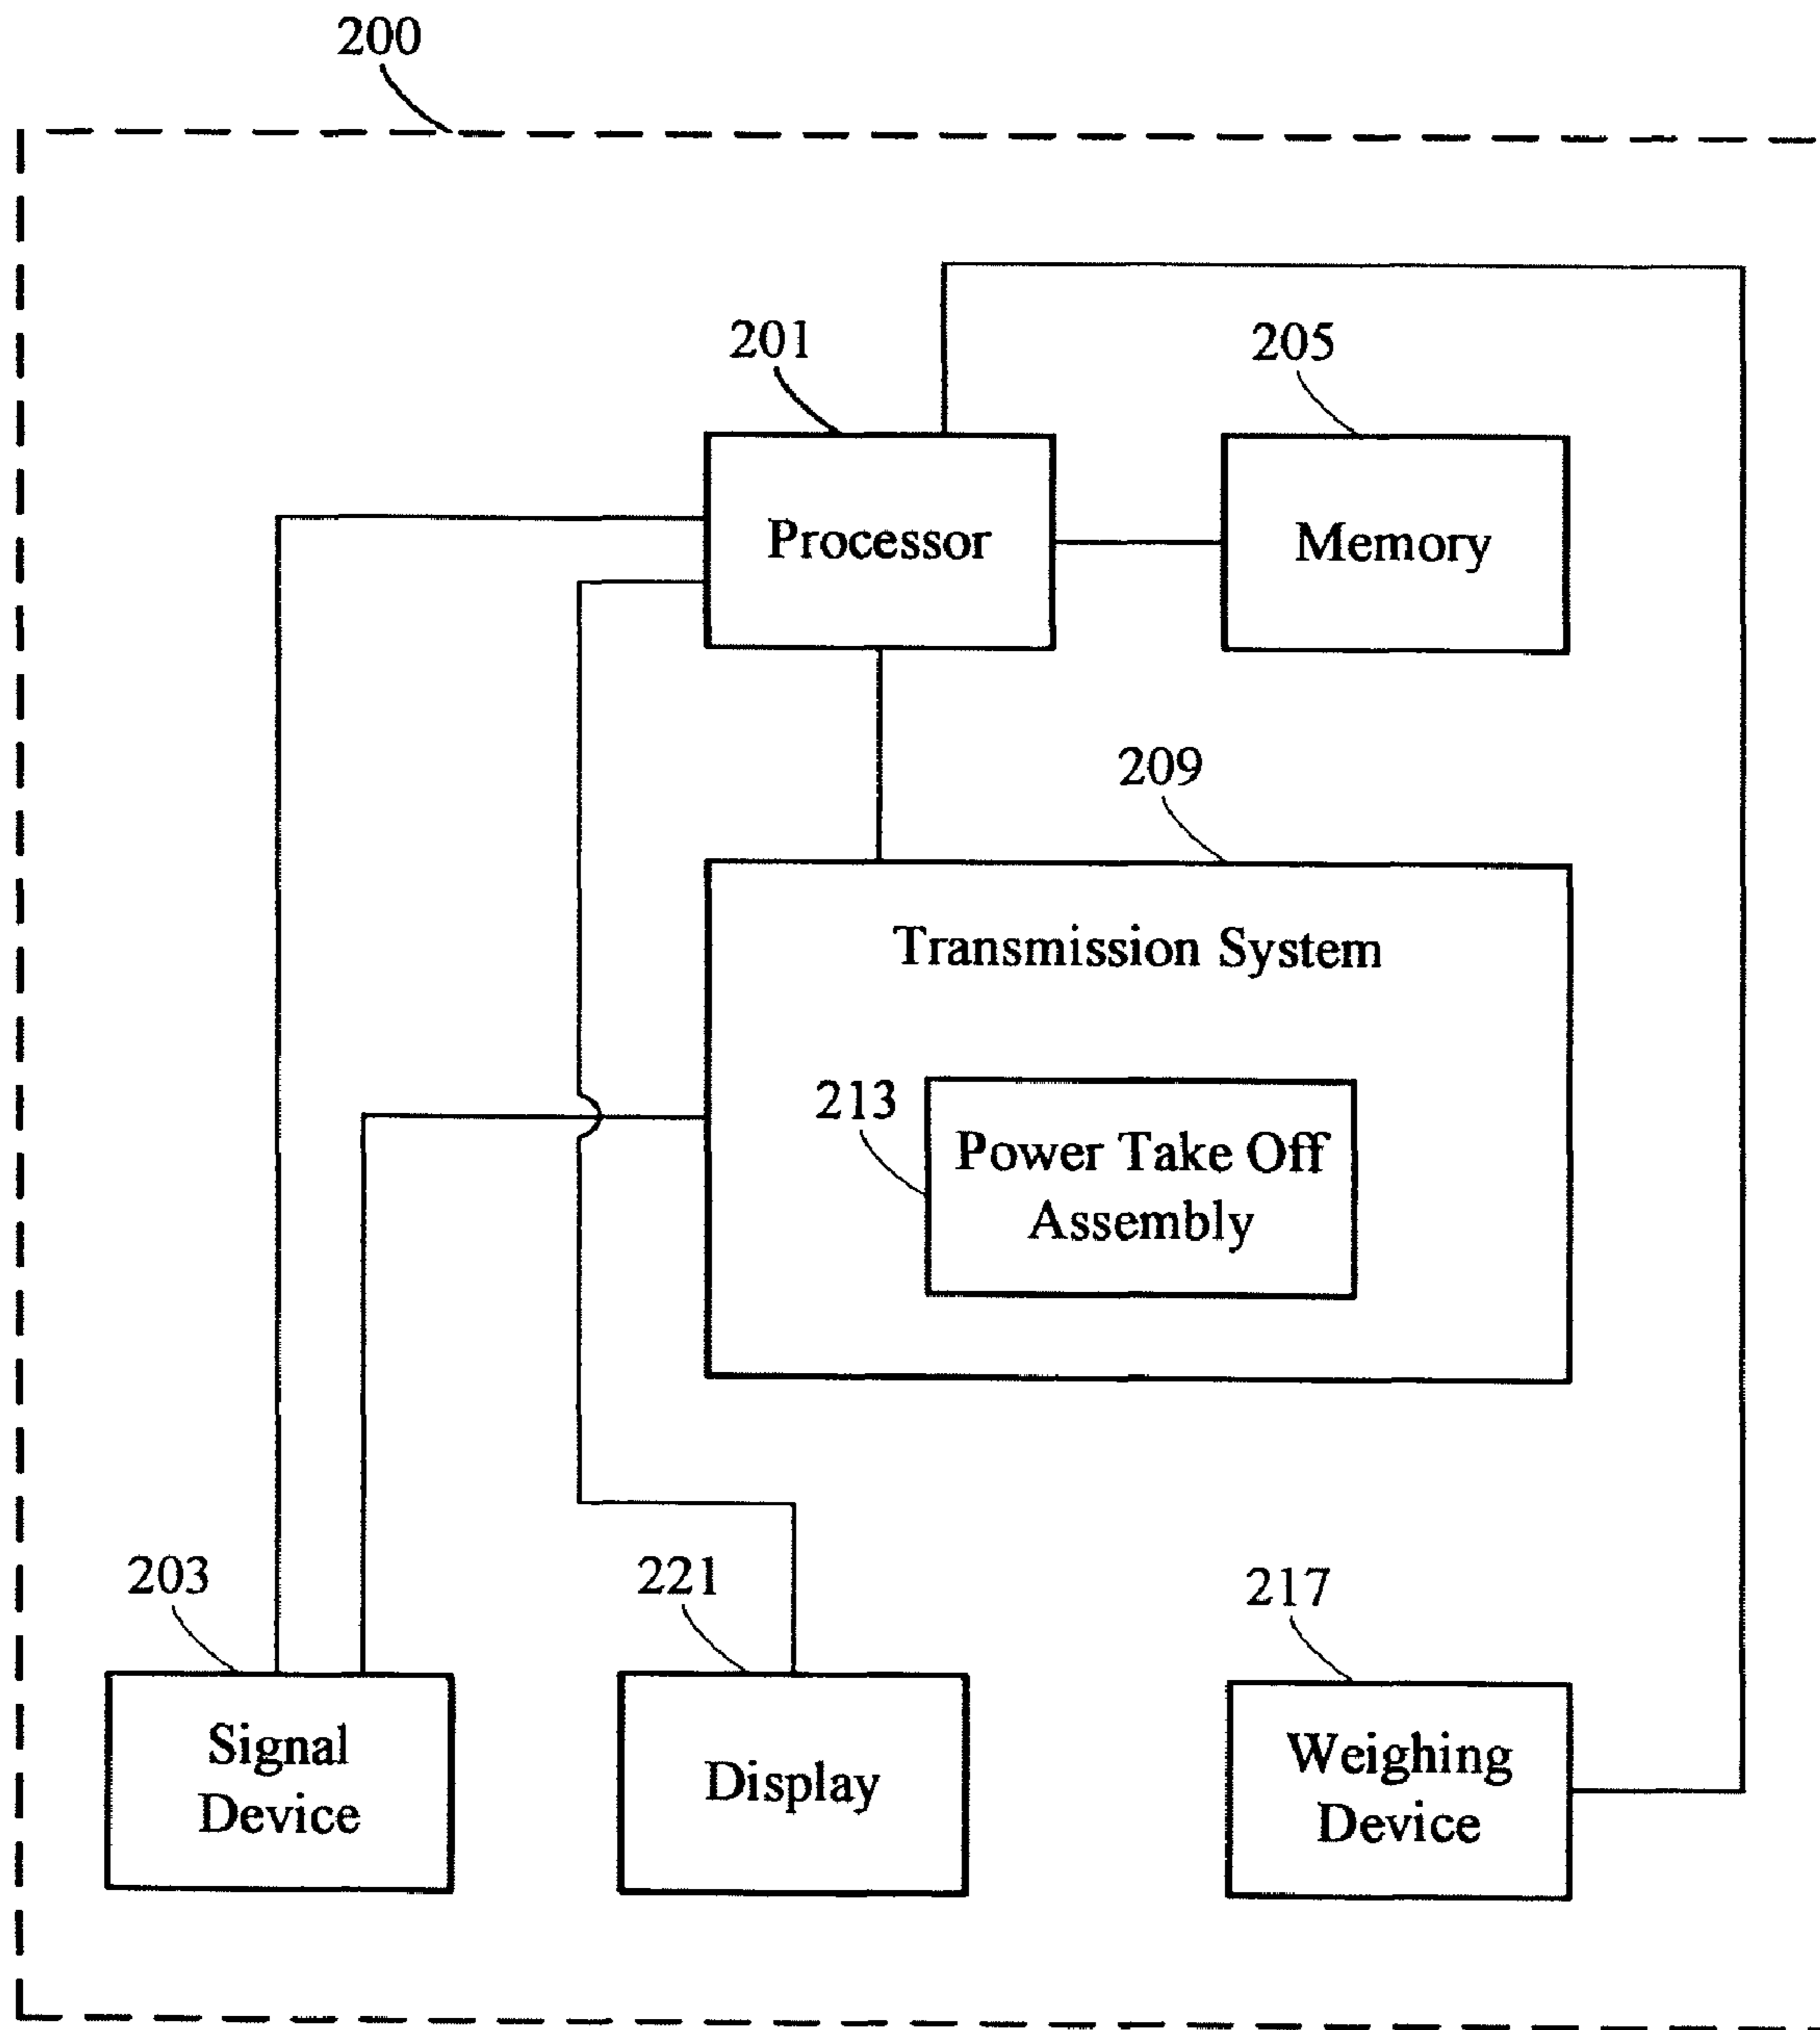 200
201
205
Processor
Memory
209
Transmission System
213
Power Take Off
Assembly
203
221
217
Signal
Device
Display
Weighing
Device